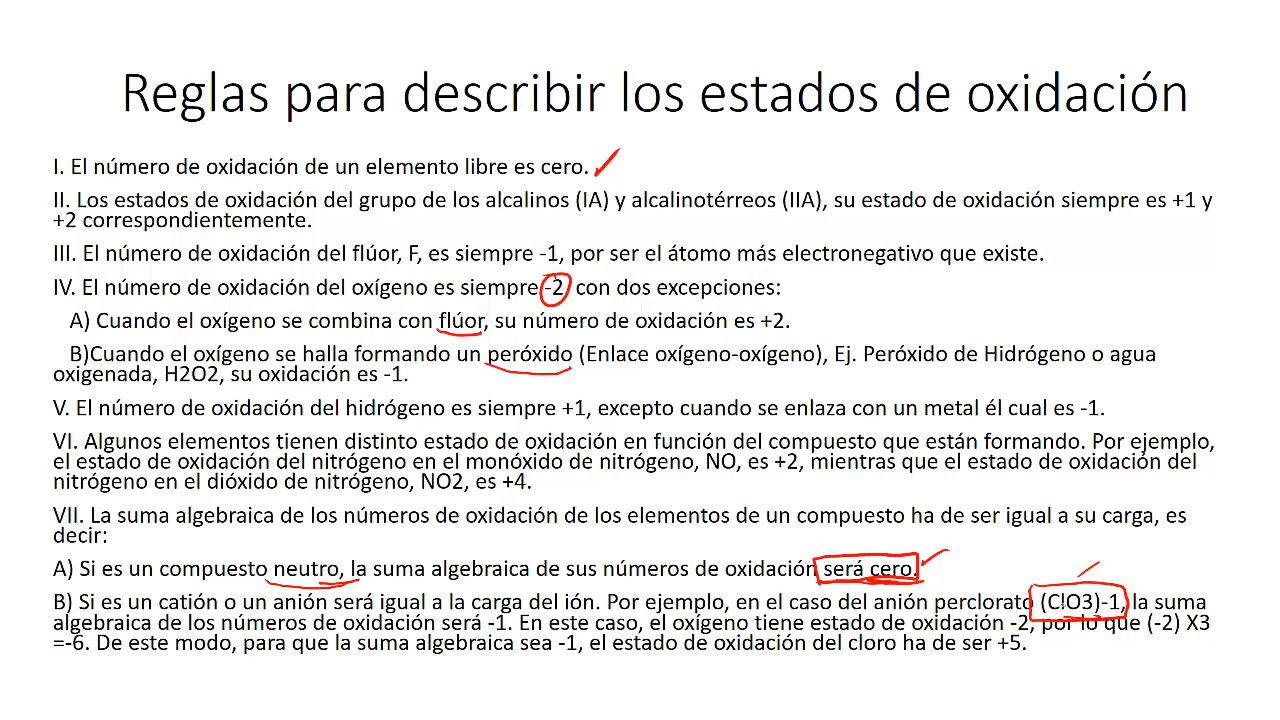 Reglas para describir los estados de oxidación
I. El número de oxidación de un elemento libre es cero.
II. Los estados de oxidación del grupo de los alcalinos (IA) y alcalinotérreos (IIA), su estado de oxidación siempre es +1 y
+2 correspondientemente.
III. El número de oxidación del flúor, F, es siempre -1, por ser el átomo más electronegativo que existe.
IV. El número de oxidación del oxígeno es siempre -2 con dos excepciones:
A) Cuando el oxígeno se combina con flúor, su número de oxidación es +2.
B)Cuando el oxígeno se halla formando un peróxido (Enlace oxígeno-oxígeno), Ej. Peróxido de Hidrógeno o agua
oxigenada, H2O2, su oxidación es -1.
V. El número de oxidación del hidrógeno es siempre +1, excepto cuando se enlaza con un metal él cual es -1.
VI. Algunos elementos tienen distinto estado de oxidación en función del compuesto que están formando. Por ejemplo,
el estado de oxidación del nitrógeno en el monóxido de nitrógeno, NO, es +2, mientras que el estado de oxidación del
nitrógeno en el dióxido de nitrógeno, NO2, es +4.
VII. La suma algebraica de los números de oxidación de los elementos de un compuesto ha de ser igual a su carga, es
decir:
A) Si es un compuesto neutro, la suma algebraica de sus números de oxidación será cero.
B) Si es un catión o un anión será igual a la carga del ión. Por ejemplo, en el caso del anión perclorato (ClO3)-1, la suma
algebraica de los números de oxidación será -1. En este caso, el oxígeno tiene estado de oxidación -2, por lo que (-2) X3
=-6. De este modo, para que la suma algebraica sea -1, el estado de oxidación del cloro ha de ser +5.